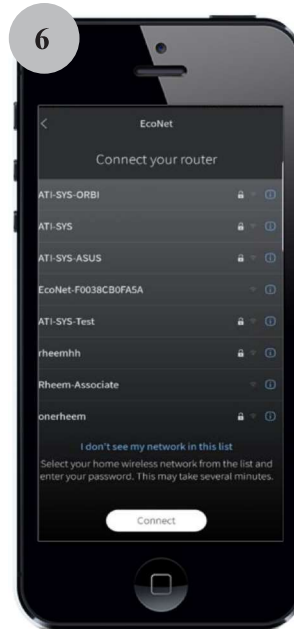 6
EcoNet
Connect your router
ATI-SYS-ORBI
ATI-SYS
ATI-SYS-ASUS
EcoNet-F0038CB0FA5A
ATI-SYS-Test
rheemhh
Rheem-Associate
onerheem
I don't see my network in this list
Select your home wireless network from the list and
enter your password. This may take several minutes.
Connect